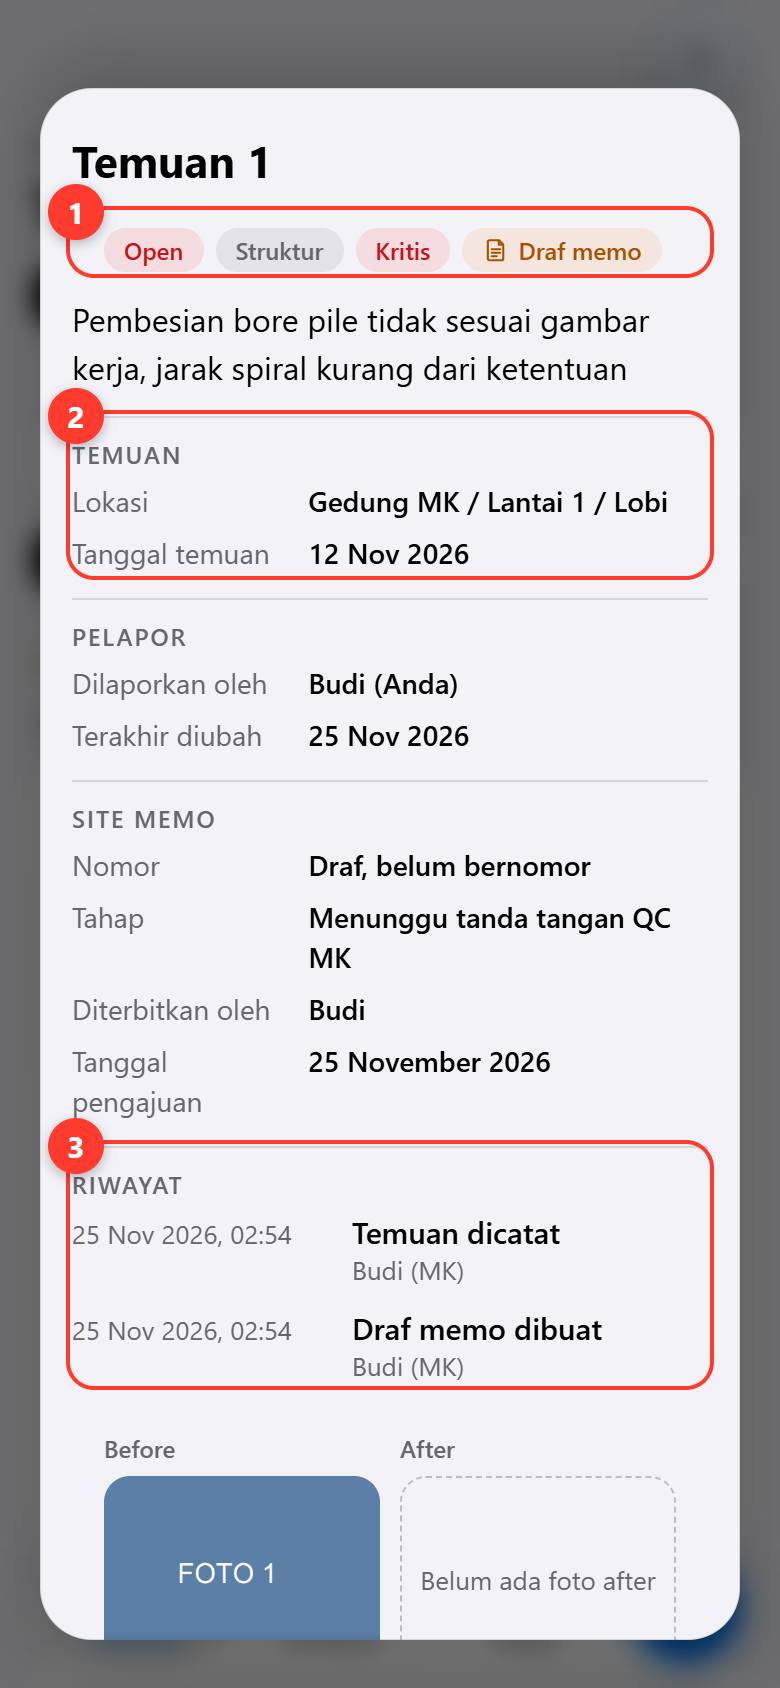 Temuan 1
1
Open Struktur Kritis Draf memo
Pembesian bore pile tidak sesuai gambar
kerja, jarak spiral kurang dari ketentuan
2
TEMUAN
Lokasi Gedung MK / Lantai 1 / Lobi
Tanggal temuan 12 Nov 2026
PELAPOR
Dilaporkan oleh Budi (Anda)
Terakhir diubah 25 Nov 2026
SITE MEMO
Nomor Draf, belum bernomor
Tahap Menunggu tanda tangan QC
MK
Diterbitkan oleh Budi
Tanggal 25 November 2026
pengajuan
3
RIWAYAT
25 Nov 2026, 02:54 Temuan dicatat
Budi (MK)
25 Nov 2026, 02:54 Draf memo dibuat
Budi (MK)
Before After
FOTO 1
Belum ada foto after